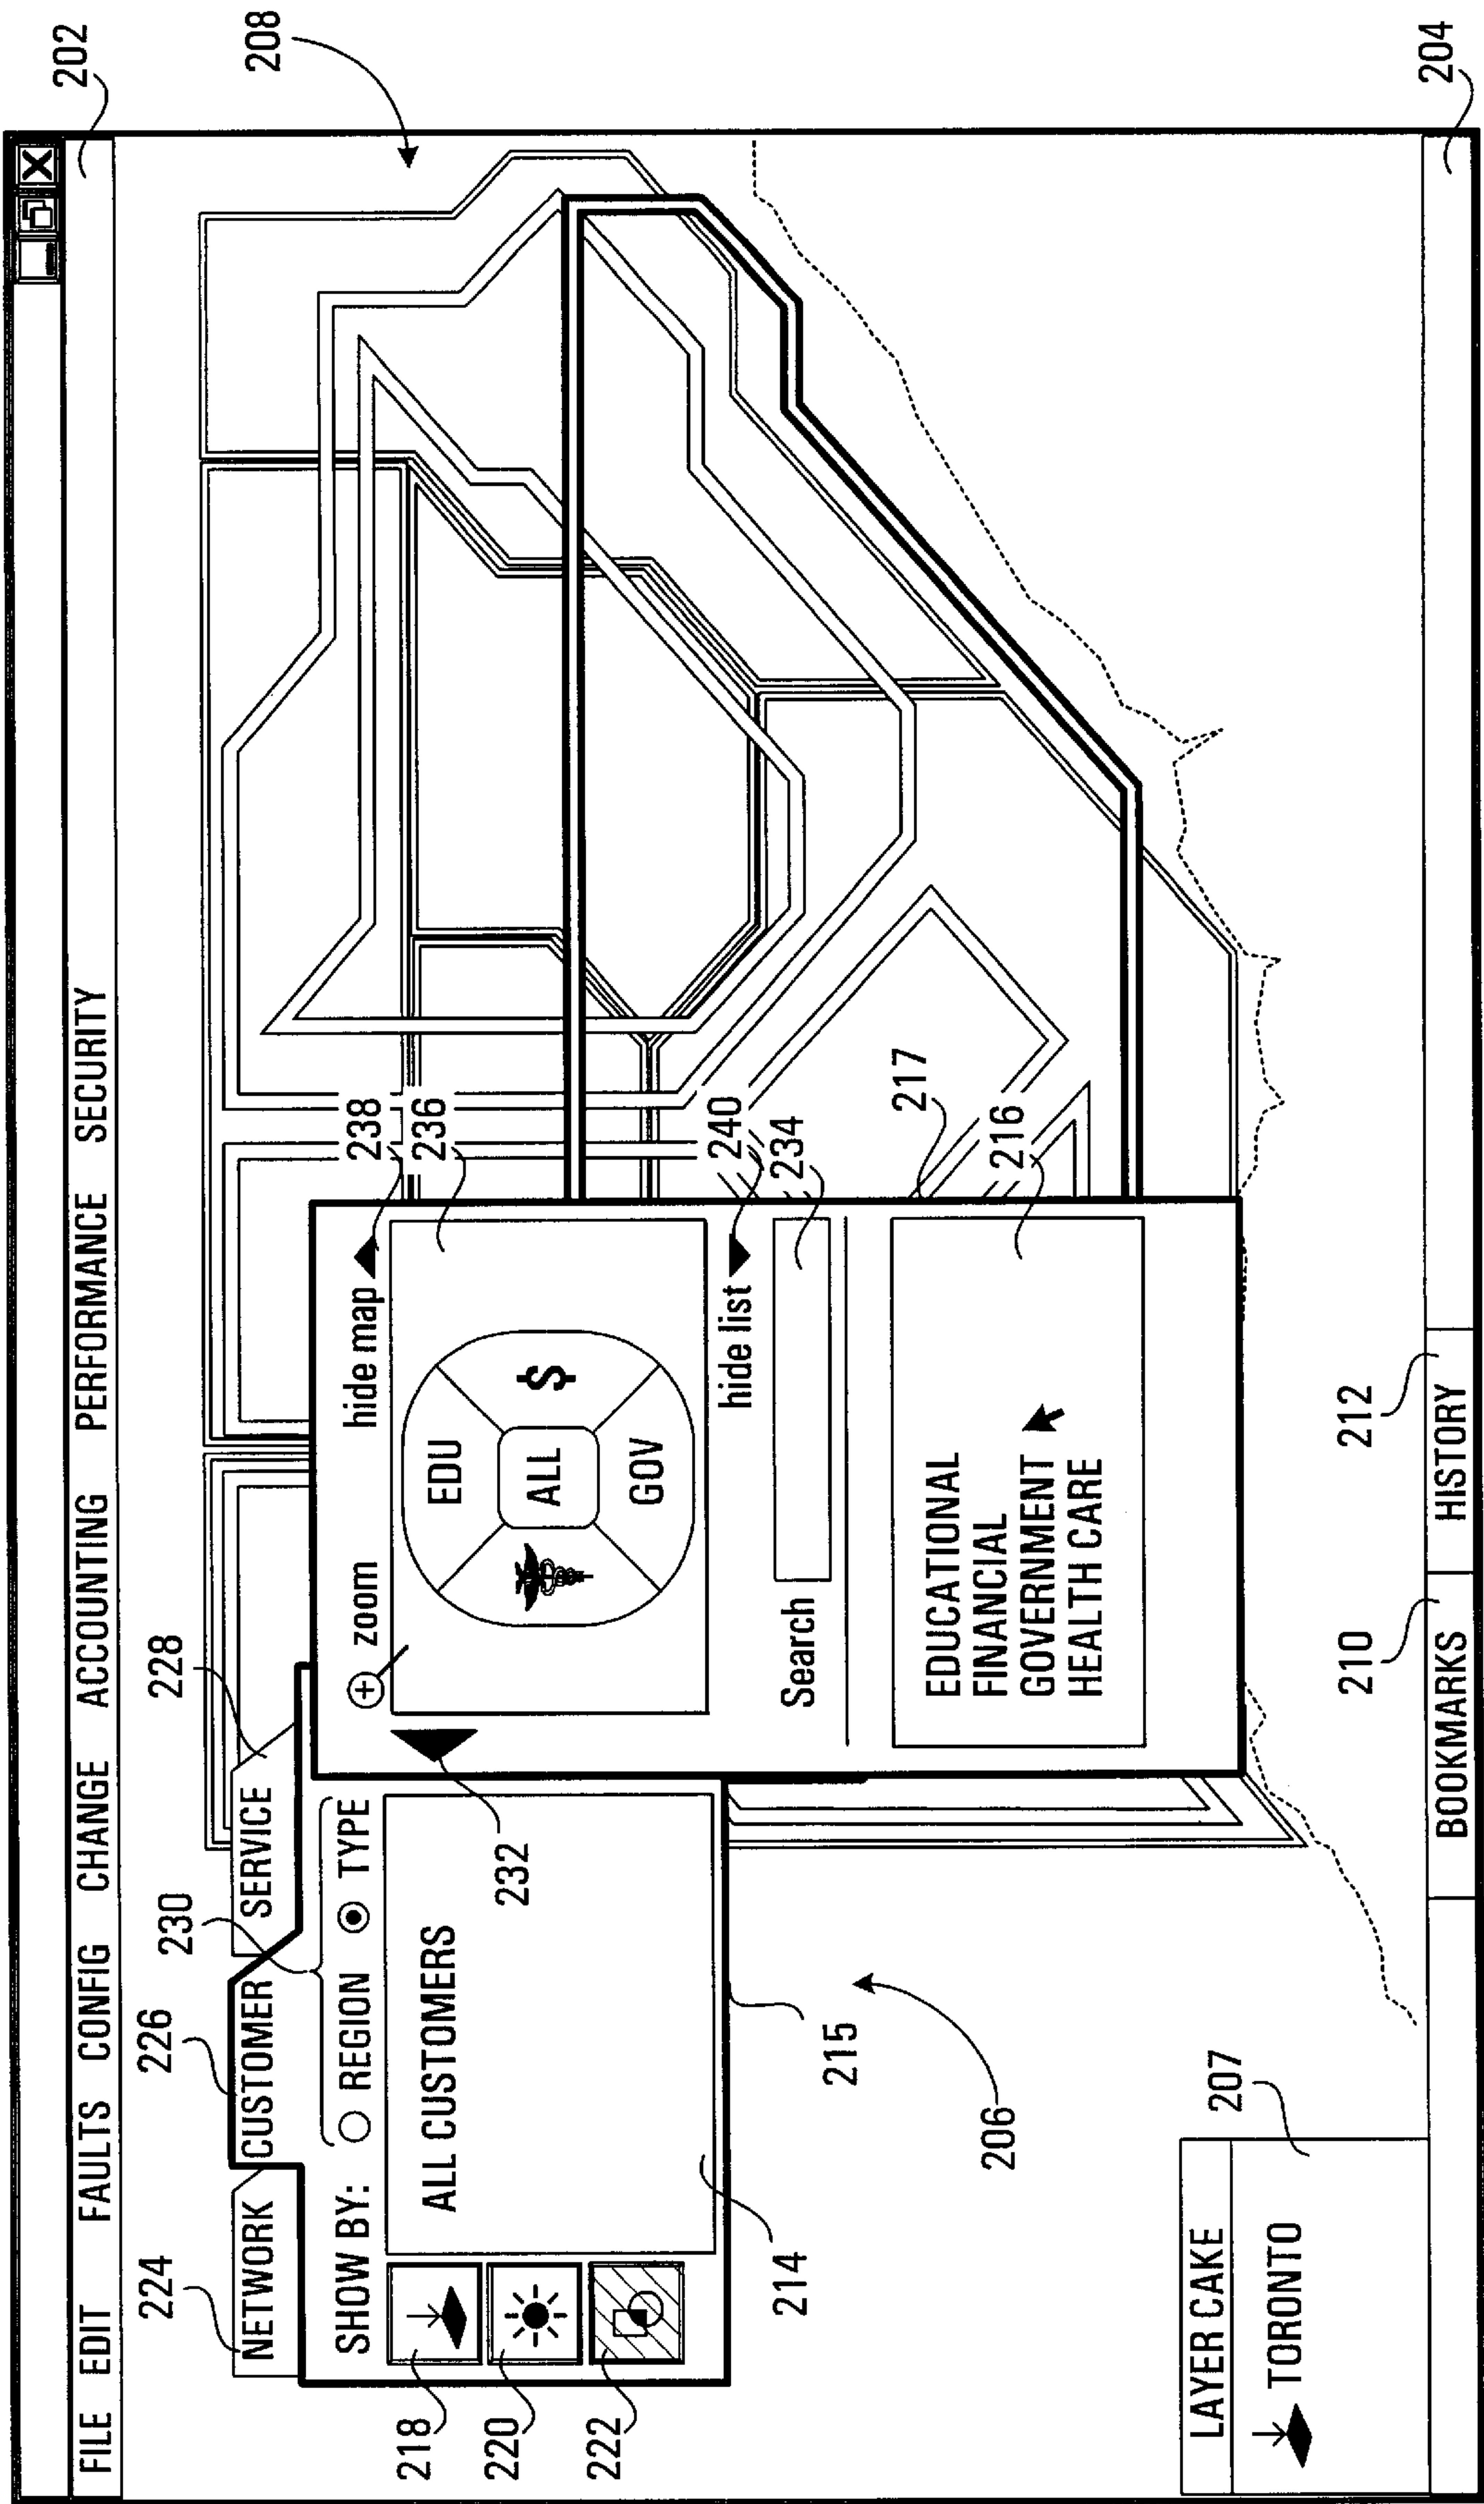 202
208
FILE EDIT FAULTS CONFIG CHANGE ACCOUNTING PERFORMANCE SECURITY
224
226
230
228
NETWORK
CUSTOMER
SERVICE
SHOW BY:
REGION
TYPE
zoom
hide map
238
236
218
220
222
ALL CUSTOMERS
232
EDU
ALL
$
GOV
hide list
240
234
Search
217
216
214
215
206
EDUCATIONAL
FINANCIAL
GOVERNMENT
HEALTH CARE
207
LAYER CAKE
TORONTO
210
212
BOOKMARKS
HISTORY
204